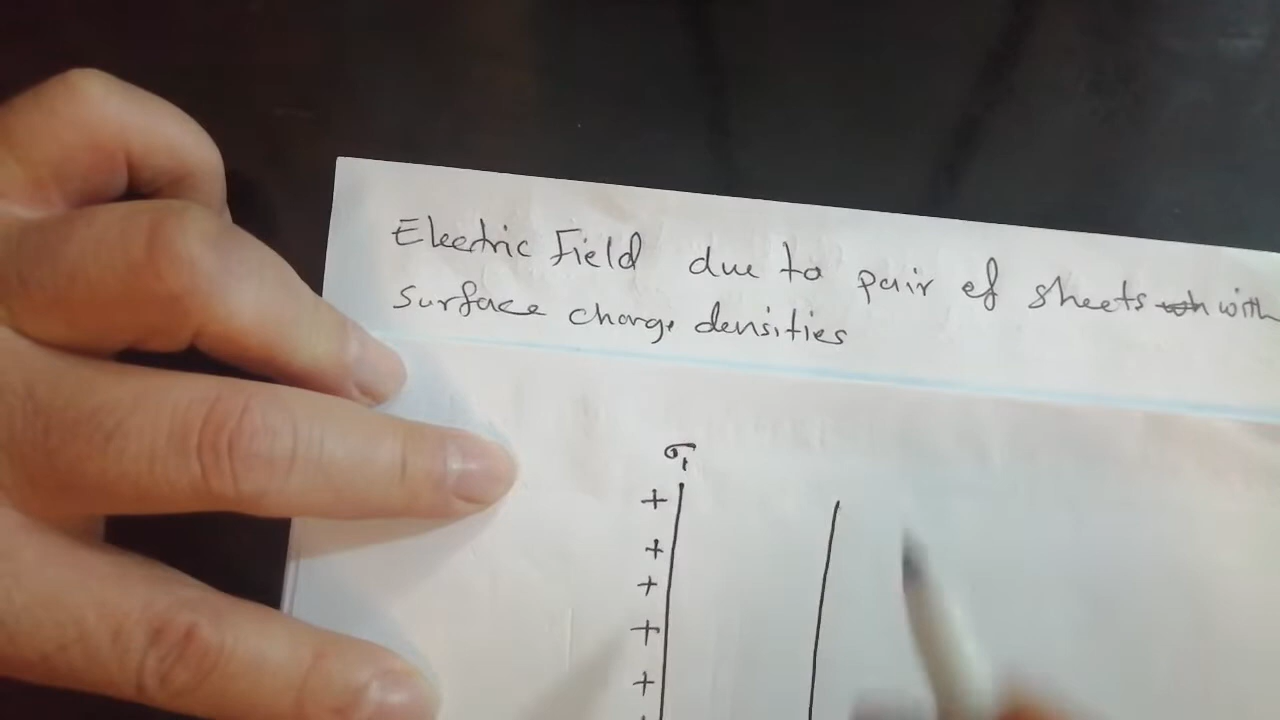 Electric Field due to pair of sheets with
surface charge densities
σ₁
+
+
+
+
+